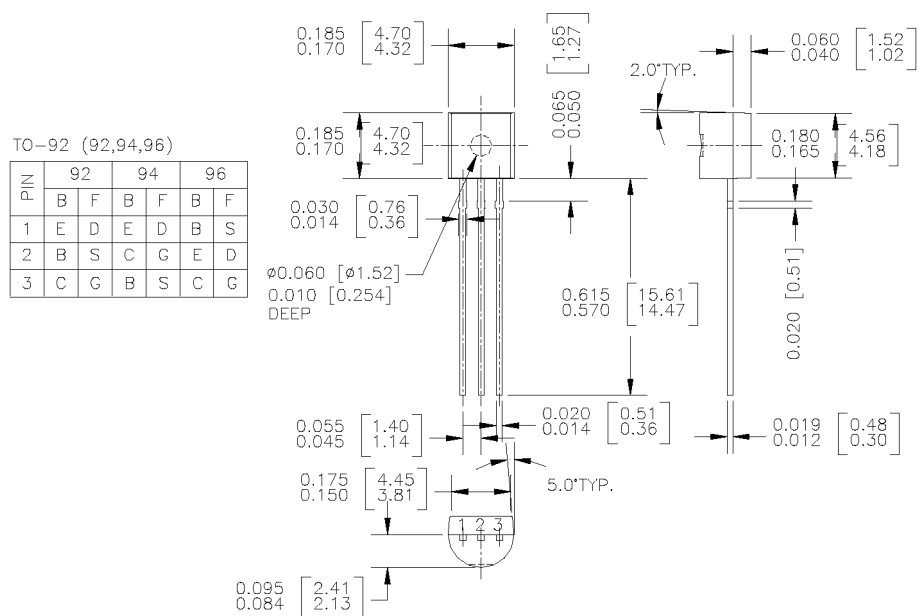 0.185 [4.70]
0.170 [4.32]
[1.65]
[1.27]
0.065
0.050
0.060 [1.52]
0.040 [1.02]
2.0°TYP.
0.185 [4.70]
0.170 [4.32]
0.180 [4.56]
0.165 [4.18]
TO-92 (92,94,96)
PIN 92 94 96
B F B F B F
1 E D E D B S
2 B S C G E D
3 C G B S C G
0.030 [0.76]
0.014 [0.36]
Ø0.060 [Ø1.52]
0.010 [0.254]
DEEP
0.615 [15.61]
0.570 [14.47]
0.020 [0.51]
0.055 [1.40]
0.045 [1.14]
0.020 [0.51]
0.014 [0.36]
0.019 [0.48]
0.012 [0.30]
0.175 [4.45]
0.150 [3.81]
5.0°TYP.
1 2 3
0.095 [2.41]
0.084 [2.13]